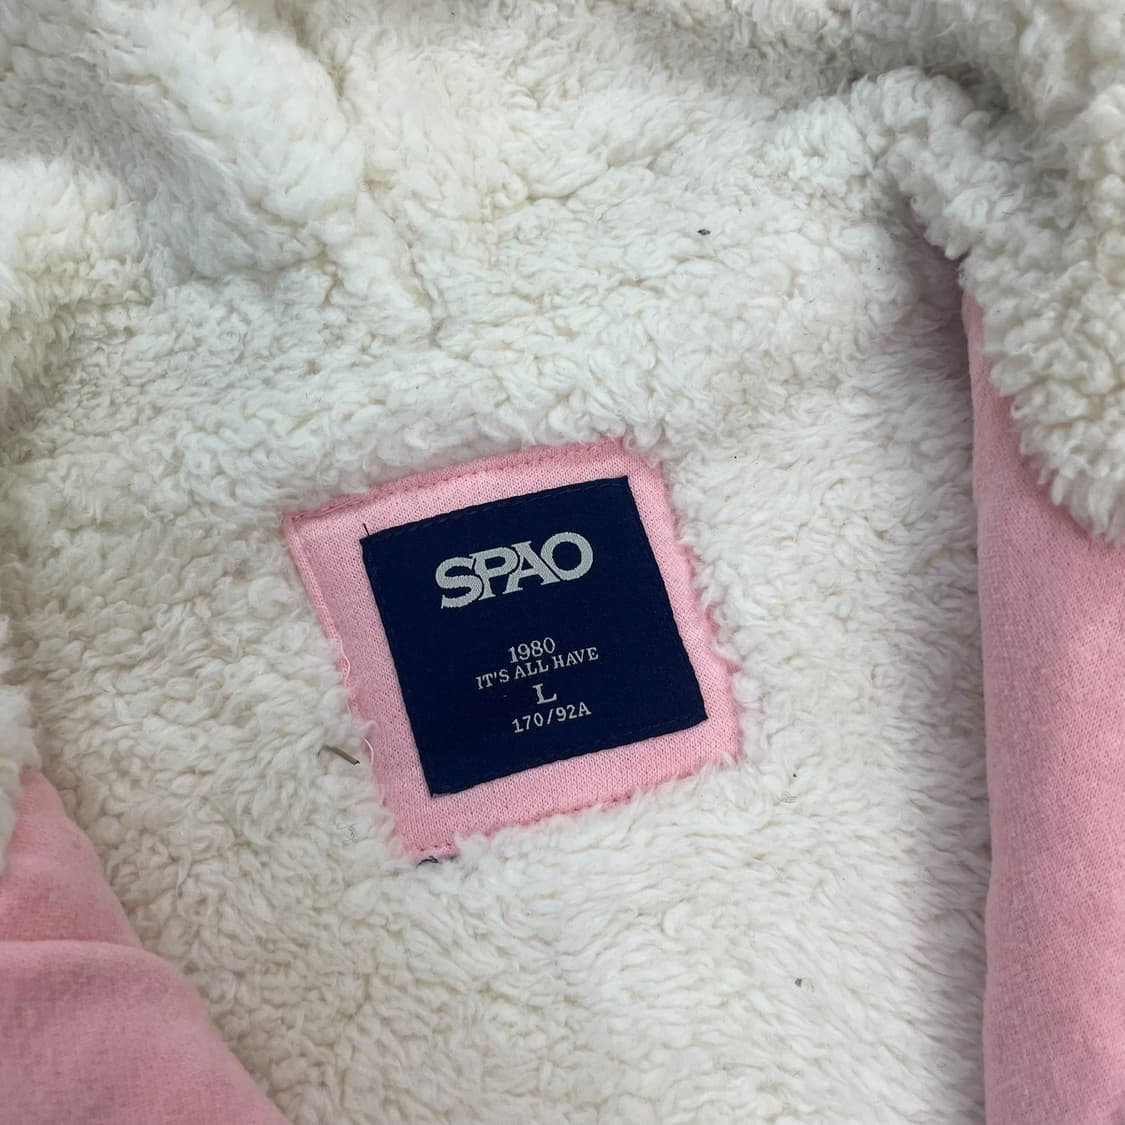 SPAO
1980
IT'S ALL HAVE
L
170/92A